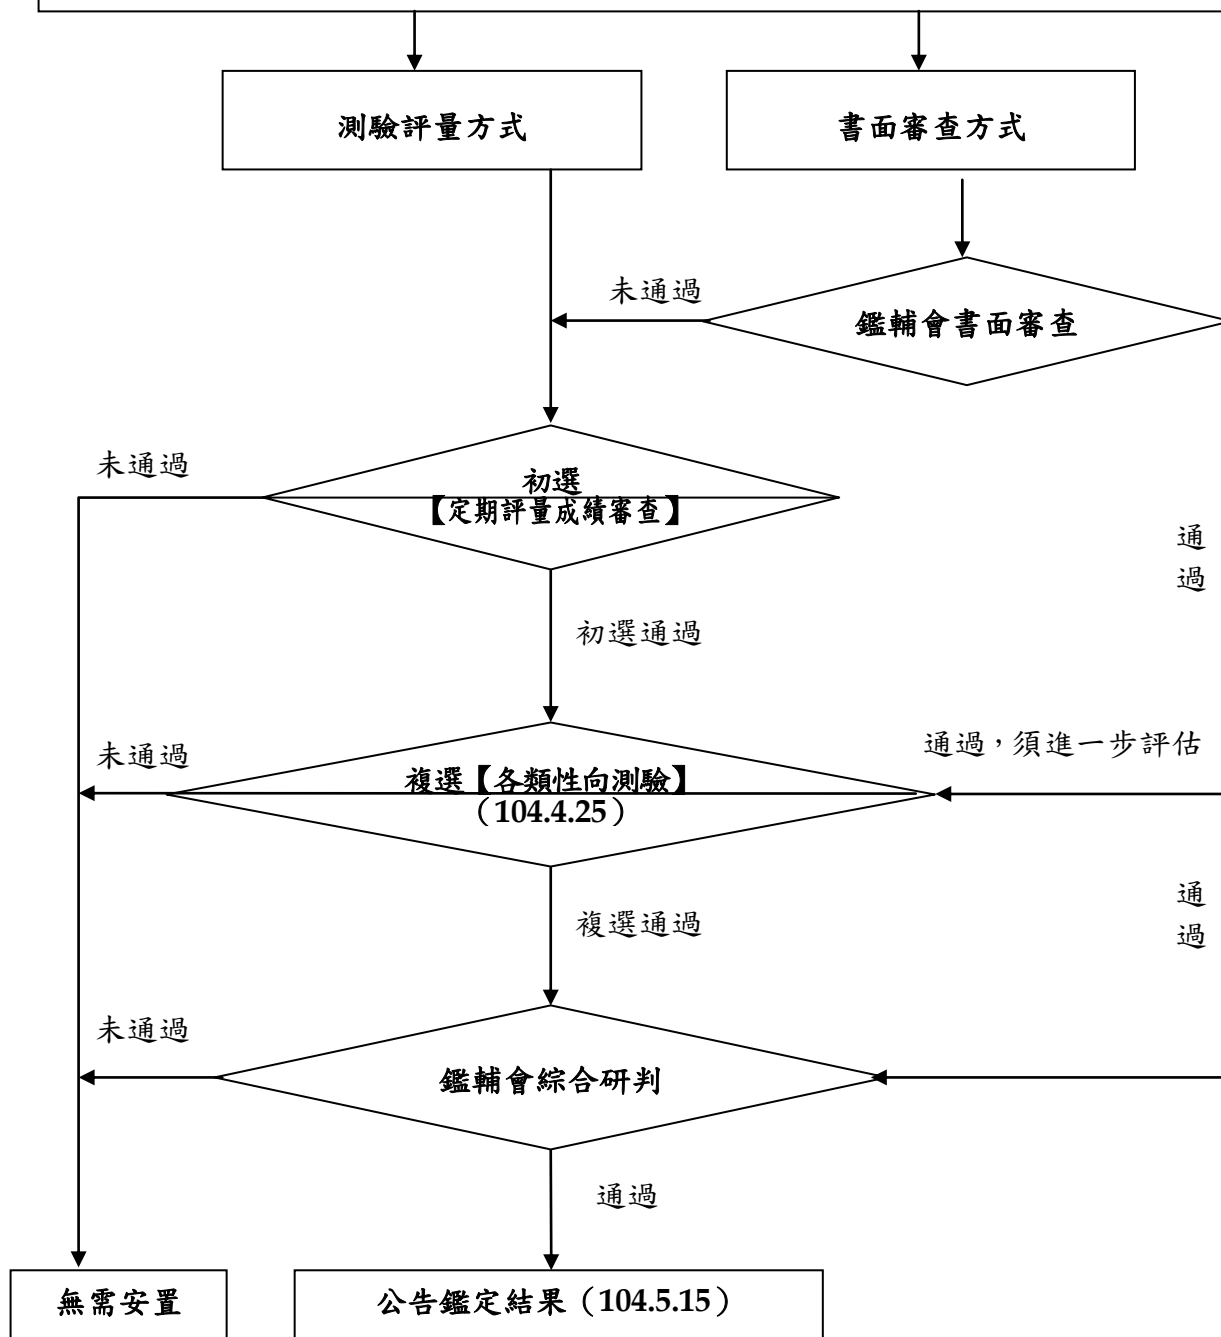 測驗評量方式
書面審查方式
未通過
鑑輔會書面審查
未通過
初選
【定期評量成績審查】
通
過
初選通過
未通過
複選【各類性向測驗】
（104.4.25）
通過，須進一步評估
複選通過
通
過
未通過
鑑輔會綜合研判
通過
無需安置
公告鑑定結果（104.5.15）